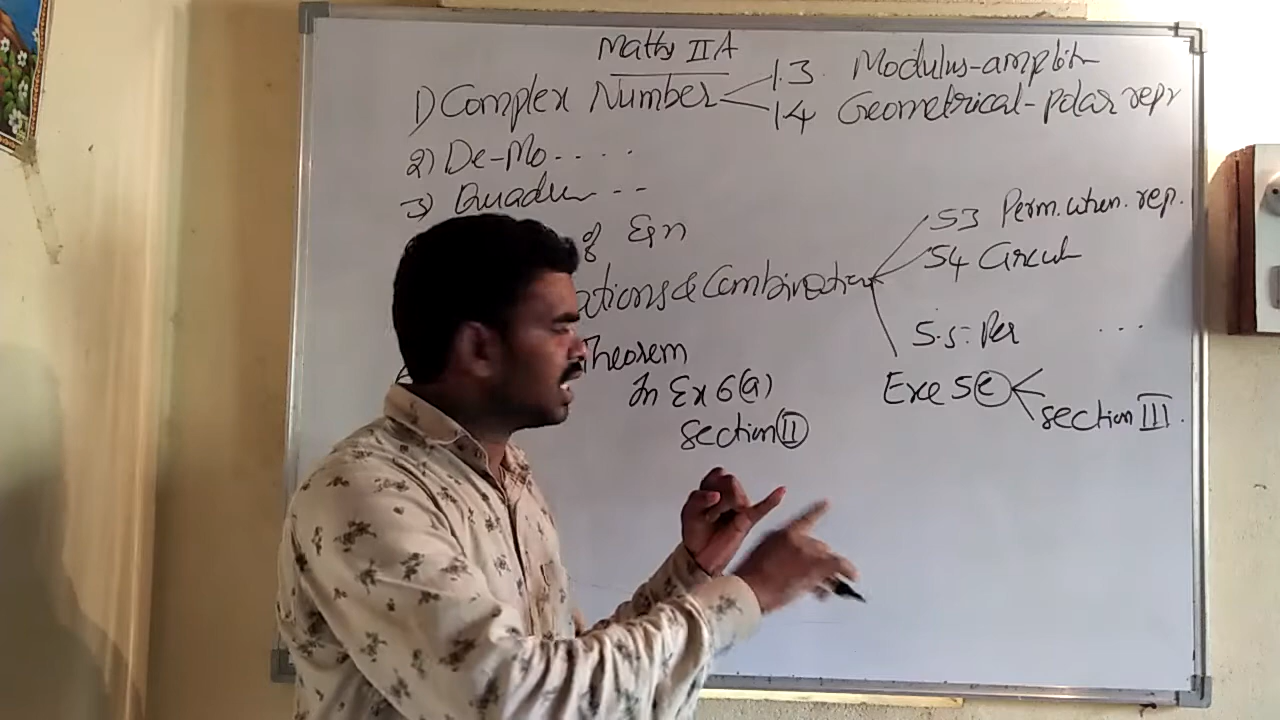 Maths IIA
1) Complex Number 1.3 Modulus-amplit
1.4 Geometrical-polar repr
2) De-Mo....
3) Quadr --
of Eqn
5.3 Perm. when. rep.
5.4 Circul
ations & Combination
5.5: Per ...
Theorem
In Ex 6(a)
Section II
Exe 5(e)
section III.